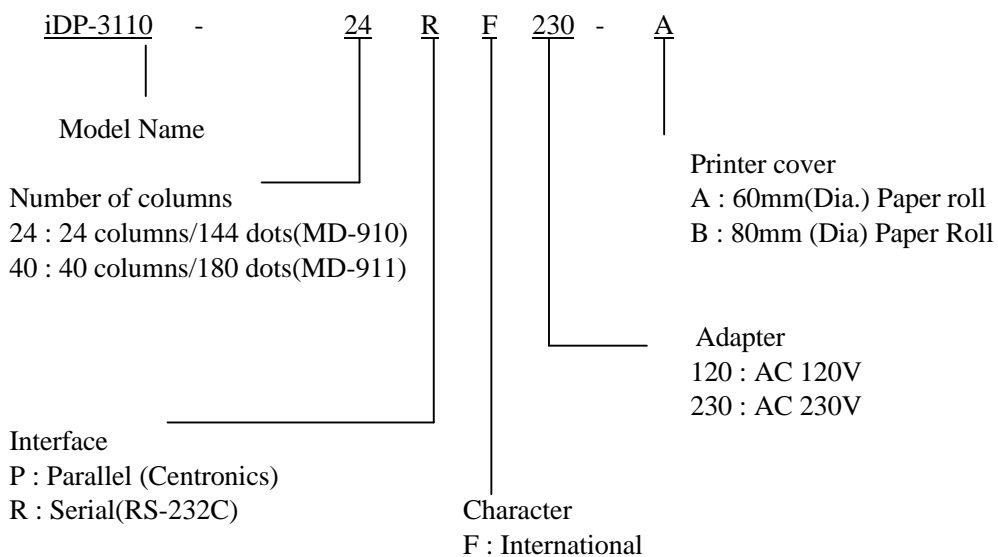 iDP-3110 - 24 R F 230 - A
Model Name
Number of columns
24 : 24 columns/144 dots(MD-910)
40 : 40 columns/180 dots(MD-911)
Printer cover
A : 60mm(Dia.) Paper roll
B : 80mm (Dia) Paper Roll
Adapter
120 : AC 120V
230 : AC 230V
Interface
P : Parallel (Centronics)
R : Serial(RS-232C)
Character
F : International